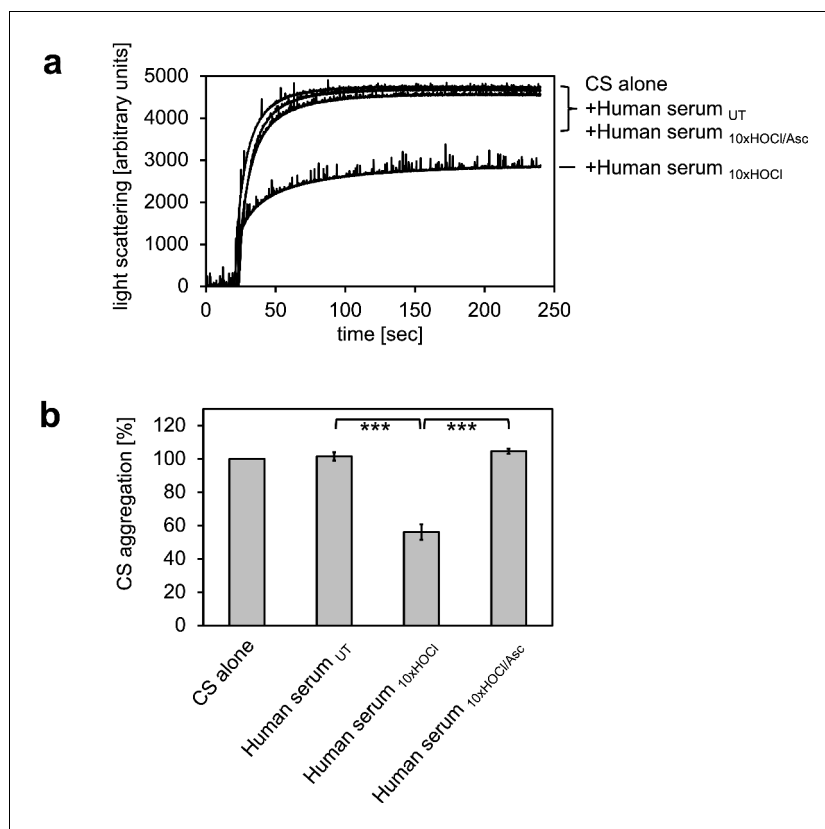 a
light scattering [arbitrary units]
5000
4000
3000
2000
1000
0
0 50 100 150 200 250
time [sec]
CS alone
+Human serum UT
+Human serum 10xHOCl/Asc
+Human serum 10xHOCl
b
CS aggregation [%]
120
100
80
60
40
20
0
*** ***
CS alone
Human serum UT
Human serum 10xHOCl
Human serum 10xHOCl/Asc